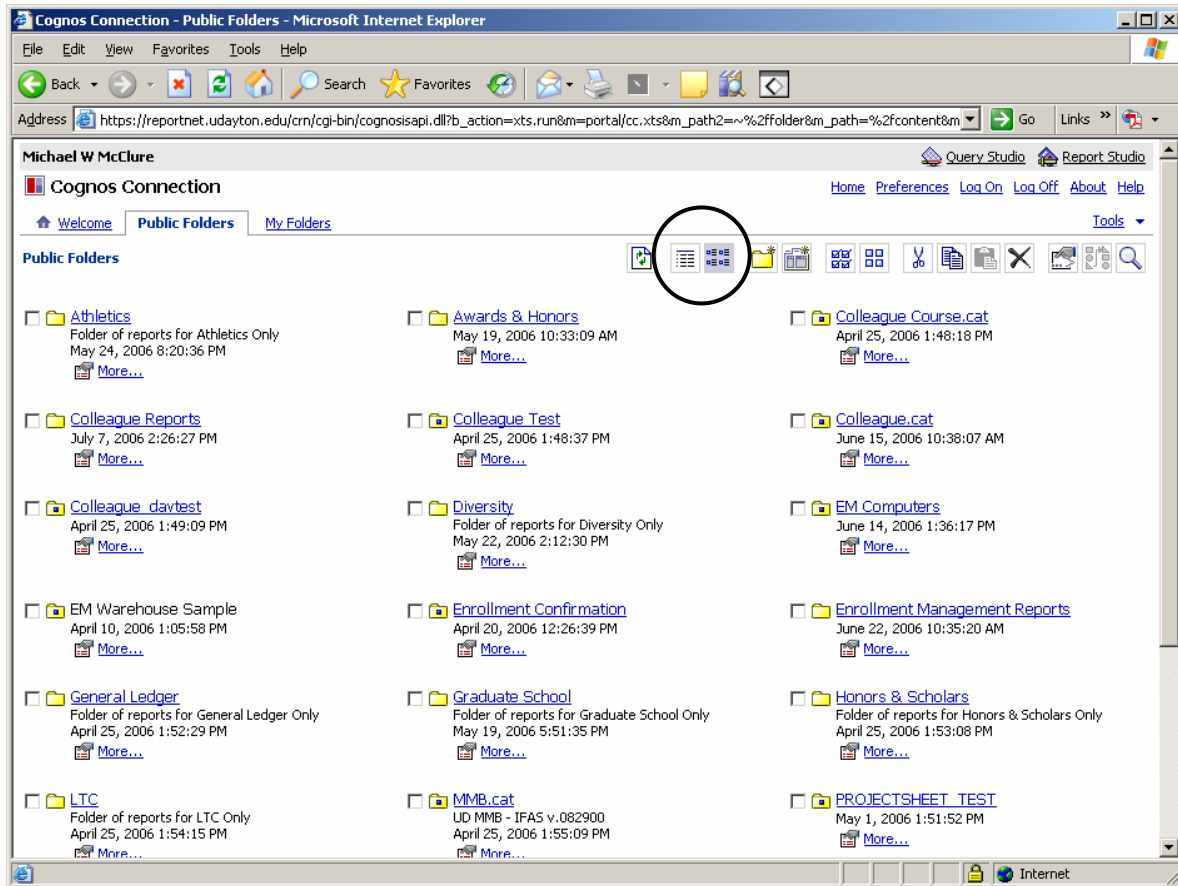 Cognos Connection - Public Folders - Microsoft Internet Explorer
File Edit View Favorites Tools Help
Back Search Favorites
Address https://reportnet.udayton.edu/crn/cgi-bin/cognosisapi.dll?b_action=xts.run&m=portal/cc.xts&m_path2=~%2ffolder&m_path=%2fcontent&m Go Links »
Michael W McClure Query Studio Report Studio
Cognos Connection Home Preferences Log On Log Off About Help
Welcome Public Folders My Folders Tools
Public Folders
Athletics Awards & Honors Colleague Course.cat
Folder of reports for Athletics Only May 19, 2006 10:33:09 AM April 25, 2006 1:48:18 PM
May 24, 2006 8:20:36 PM More... More...
More...
Colleague Reports Colleague Test Colleague.cat
July 7, 2006 2:26:27 PM April 25, 2006 1:48:37 PM June 15, 2006 10:38:07 AM
More... More... More...
Colleague_davtest Diversity EM Computers
April 25, 2006 1:49:09 PM Folder of reports for Diversity Only June 14, 2006 1:36:17 PM
More... May 22, 2006 2:12:30 PM More...
More...
EM Warehouse Sample Enrollment Confirmation Enrollment Management Reports
April 10, 2006 1:05:58 PM April 20, 2006 12:26:39 PM June 22, 2006 10:35:20 AM
More... More... More...
General Ledger Graduate School Honors & Scholars
Folder of reports for General Ledger Only Folder of reports for Graduate School Only Folder of reports for Honors & Scholars Only
April 25, 2006 1:52:29 PM May 19, 2006 5:51:35 PM April 25, 2006 1:53:08 PM
More... More... More...
LTC MMB.cat PROJECTSHEET_TEST
Folder of reports for LTC Only UD MMB - IFAS v.082900 May 1, 2006 1:51:52 PM
April 25, 2006 1:54:15 PM April 25, 2006 1:55:09 PM More...
More... More...
Internet